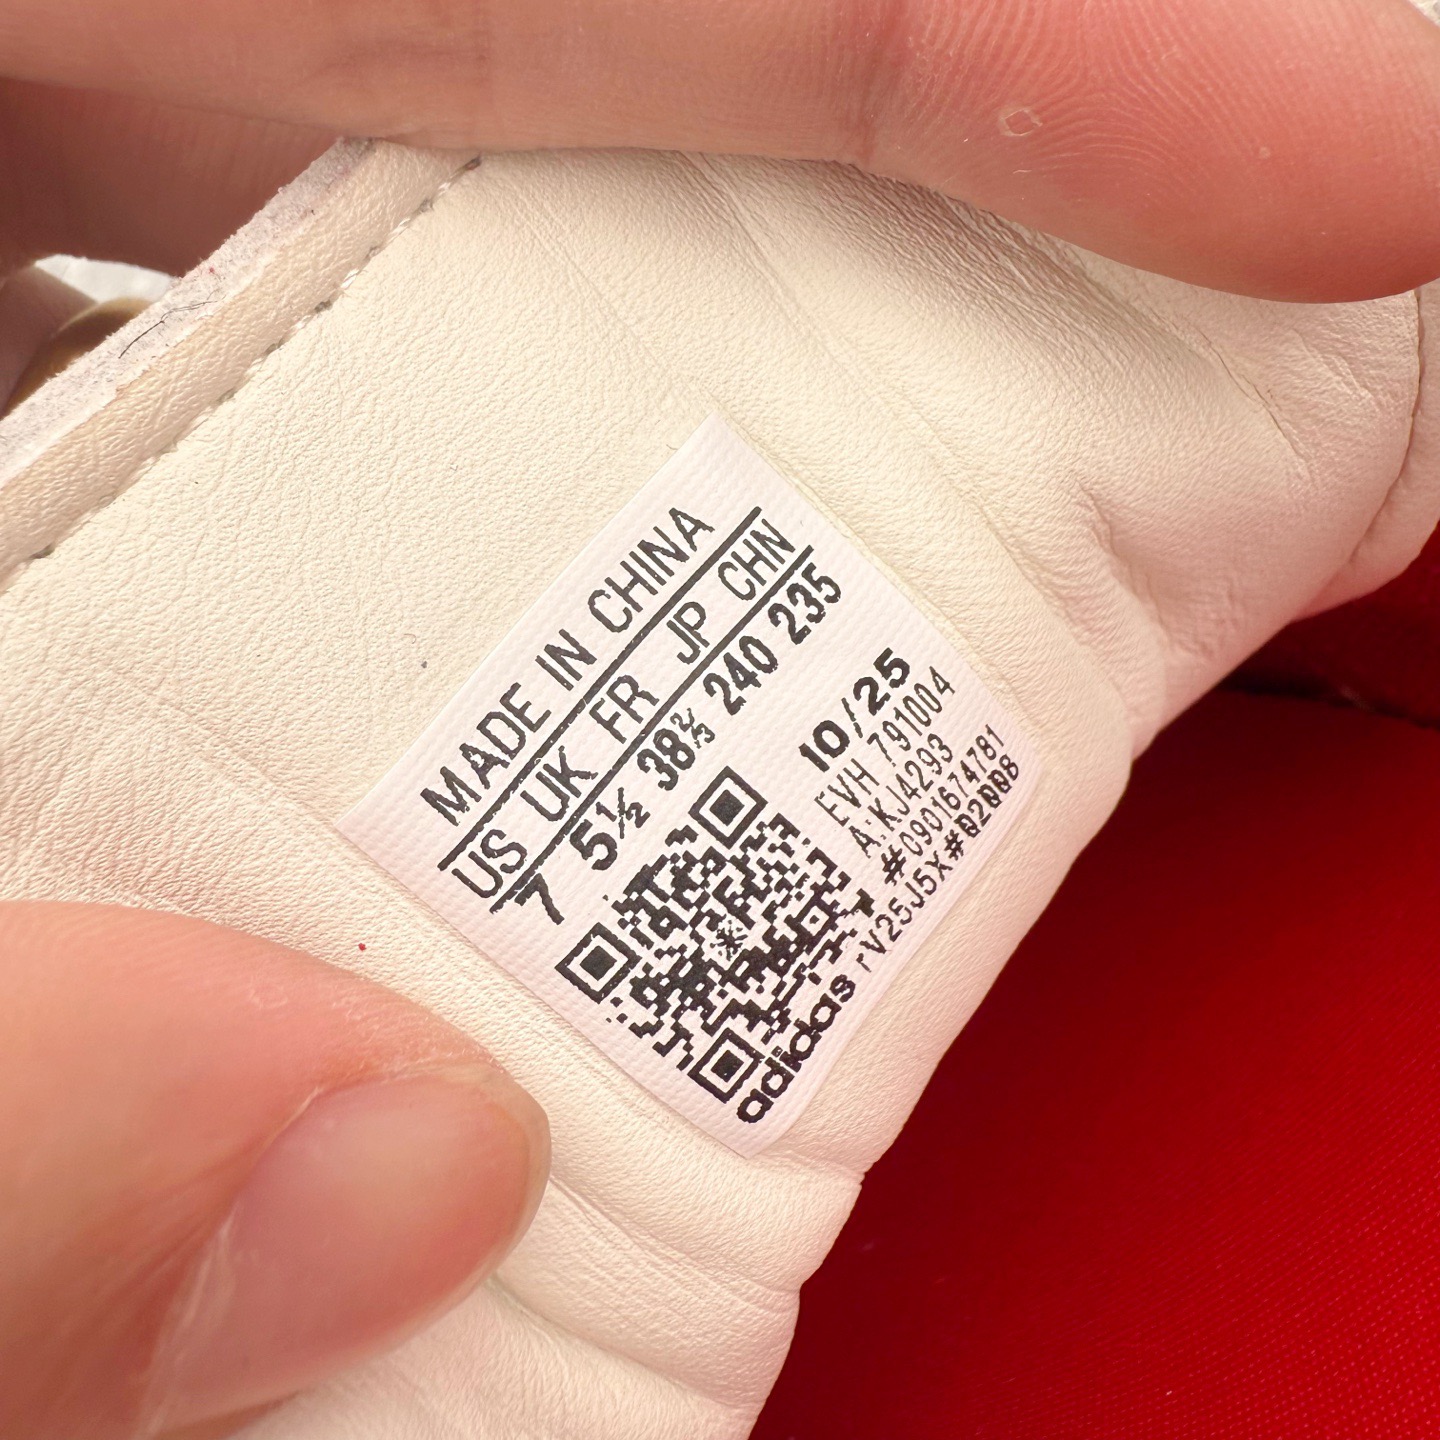 MADE IN CHINA
US UK FR JP CHN
7 5½ 38⅔ 240 235
10/25
EVH 791004
A:KJ4293
#0901674781
rV25J5X#
adidas